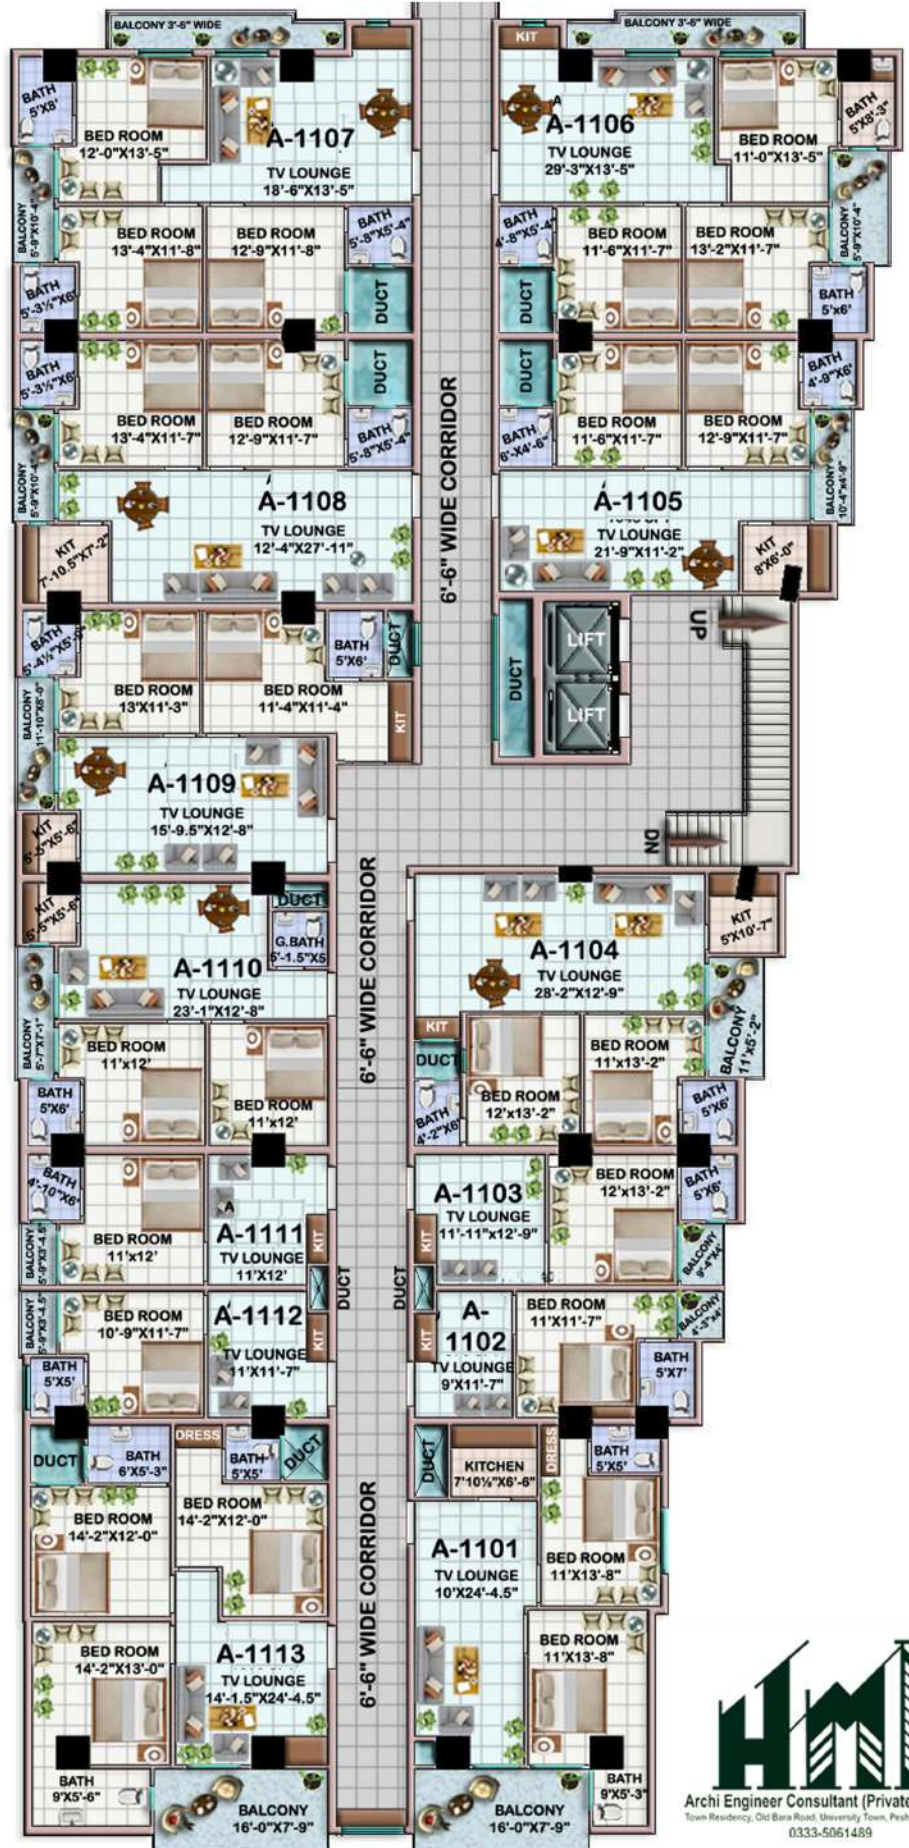 BALCONY 3'-6" WIDE
BATH
5'X8'
BED ROOM
12'-0"X13'-5"
A-1107
TV LOUNGE
18'-6"X13'-5"
BALCONY
5'-9"X10'-4"
BED ROOM
13'-4"X11'-8"
BED ROOM
12'-9"X11'-8"
BATH
5'-8"X5'-4"
BATH
5'-3½"X6'
DUCT
KIT
BALCONY 3'-6" WIDE
A-1106
TV LOUNGE
29'-3"X13'-5"
BED ROOM
11'-0"X13'-5"
BATH
5'X8'-3"
BALCONY
5'-9"X10'-4"
BATH
4'-8"X5'-4"
BED ROOM
11'-6"X11'-7"
BED ROOM
13'-2"X11'-7"
BATH
5'x6'
DUCT
BATH
5'-3½"X6'
BED ROOM
13'-4"X11'-7"
BED ROOM
12'-9"X11'-7"
DUCT
BATH
5'-8"X5'-4"
BALCONY
5'-9"X10'-4"
A-1108
TV LOUNGE
12'-4"X27'-11"
KIT
7'-10.5"X7'-2"
6'-6" WIDE CORRIDOR
DUCT
BATH
6'-X4'-6"
BED ROOM
11'-6"X11'-7"
BED ROOM
12'-9"X11'-7"
BATH
4'-9"X6'
BALCONY
10'-4"x4'-9"
A-1105
TV LOUNGE
21'-9"X11'-2"
KIT
8'X6'-0"
DUCT
LIFT
LIFT
UP
DN
BATH
BED ROOM
13'X11'-3"
BED ROOM
11'-4"X11'-4"
BATH
5'X6'
DUCT
KIT
BALCONY
11'-10"X8'-0"
A-1109
TV LOUNGE
15'-9.5"X12'-8"
KIT
5'-5"X5'-6"
KIT
5'-5"X5'-6"
DUCT
G.BATH
5'-1.5"X5
A-1110
TV LOUNGE
23'-1"X12'-8"
BALCONY
5'-7"X7'-1"
BED ROOM
11'x12'
BED ROOM
11'x12'
BATH
5'X6'
6'-6" WIDE CORRIDOR
A-1104
TV LOUNGE
28'-2"X12'-9"
KIT
5'X10'-7"
BALCONY
11'x5'-2"
KIT
DUCT
BATH
4'-2"X6'
BED ROOM
12'x13'-2"
BED ROOM
11'x13'-2"
BATH
5'X6'
BATH
4'-10"X6'
BED ROOM
11'x12'
A
A-1111
TV LOUNGE
11'X12'
KIT
BALCONY
5'-9"X3'-4.5"
DUCT
A-1103
TV LOUNGE
11'-11"x12'-9"
BED ROOM
12'x13'-2"
BATH
5'X6'
BALCONY
9'-4"X4'
KIT
DUCT
BALCONY
5'-9"X3'-4.5"
BED ROOM
10'-9"X11'-7"
A-1112
TV LOUNGE
11'X11'-7"
KIT
BATH
5'X5'
KIT
A-
1102
TV LOUNGE
9'X11'-7"
BED ROOM
11'X11'-7"
BALCONY
4'-3"x4'
BATH
5'X7'
DUCT
BATH
6'X5'-3"
DRESS
BATH
5'X5'
DUCT
BED ROOM
14'-2"X12'-0"
BED ROOM
14'-2"X12'-0"
BED ROOM
14'-2"X13'-0"
A-1113
TV LOUNGE
14'-1.5"X24'-4.5"
BATH
9'X5'-6"
BALCONY
16'-0"X7'-9"
6'-6" WIDE CORRIDOR
DUCT
KITCHEN
7'10½"X6'-6"
DRESS
BATH
5'X5'
A-1101
TV LOUNGE
10'X24'-4.5"
BED ROOM
11'X13'-8"
BED ROOM
11'X13'-8"
BATH
9'X5'-3"
BALCONY
16'-0"X7'-9"
HM
Archi Engineer Consultant (Private
Town Residency, Old Bara Road, University Town, Pesh
0333-5061489